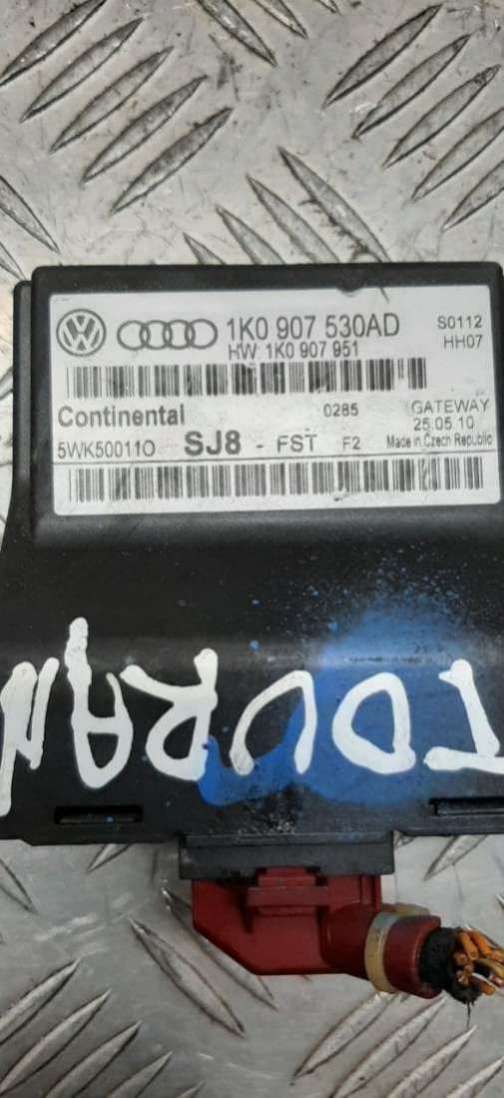 1K0 907 530AD S0112
HW: 1K0 907 951 HH07
Continental 0285 GATEWAY
25.05.10
5WK50011O SJ8 - FST F2 Made in Czech Republic
TOURAN